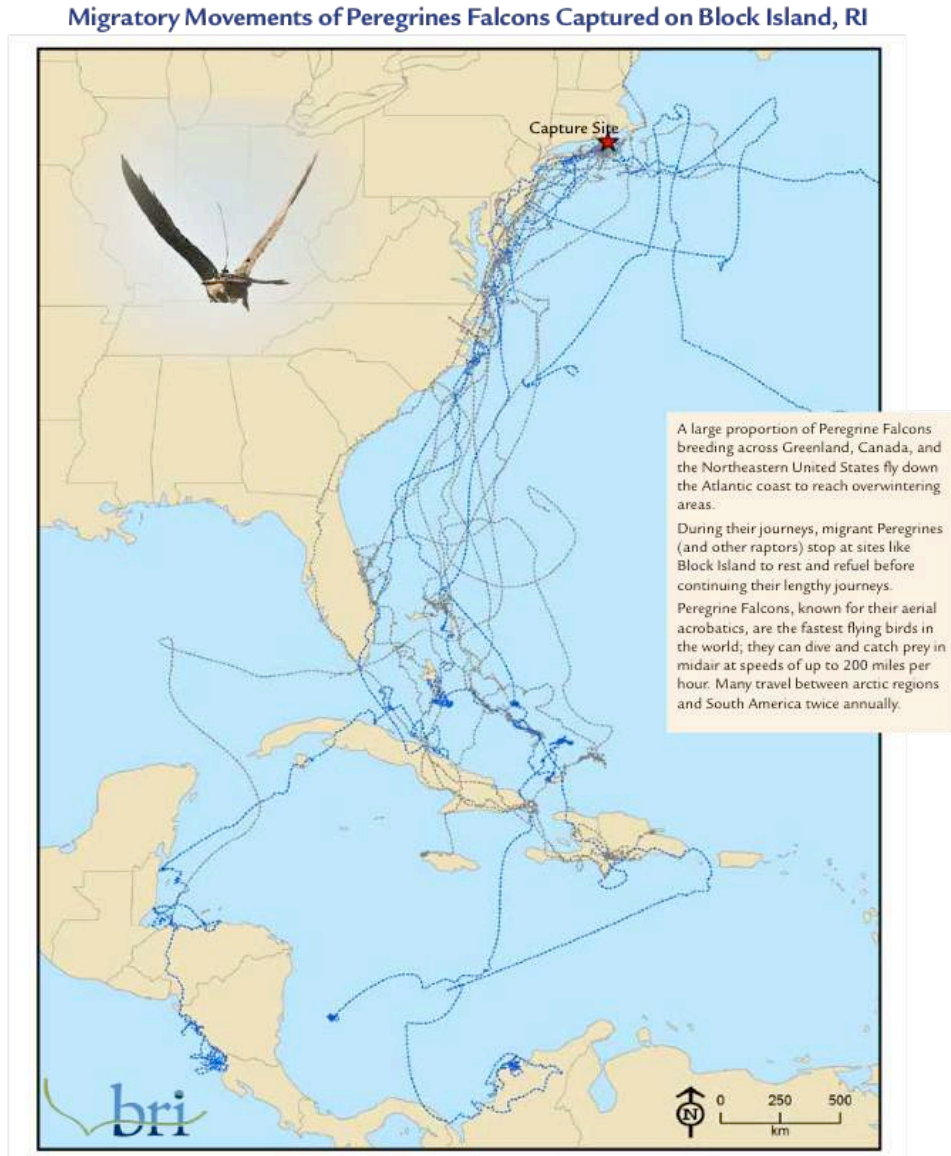 Migratory Movements of Peregrines Falcons Captured on Block Island, RI
Capture Site
A large proportion of Peregrine Falcons
breeding across Greenland, Canada, and
the Northeastern United States fly down
the Atlantic coast to reach overwintering
areas.
During their journeys, migrant Peregrines
(and other raptors) stop at sites like
Block Island to rest and refuel before
continuing their lengthy journeys.
Peregrine Falcons, known for their aerial
acrobatics, are the fastest flying birds in
the world; they can dive and catch prey in
midair at speeds of up to 200 miles per
hour. Many travel between arctic regions
and South America twice annually.
bri
N
0 250 500
km